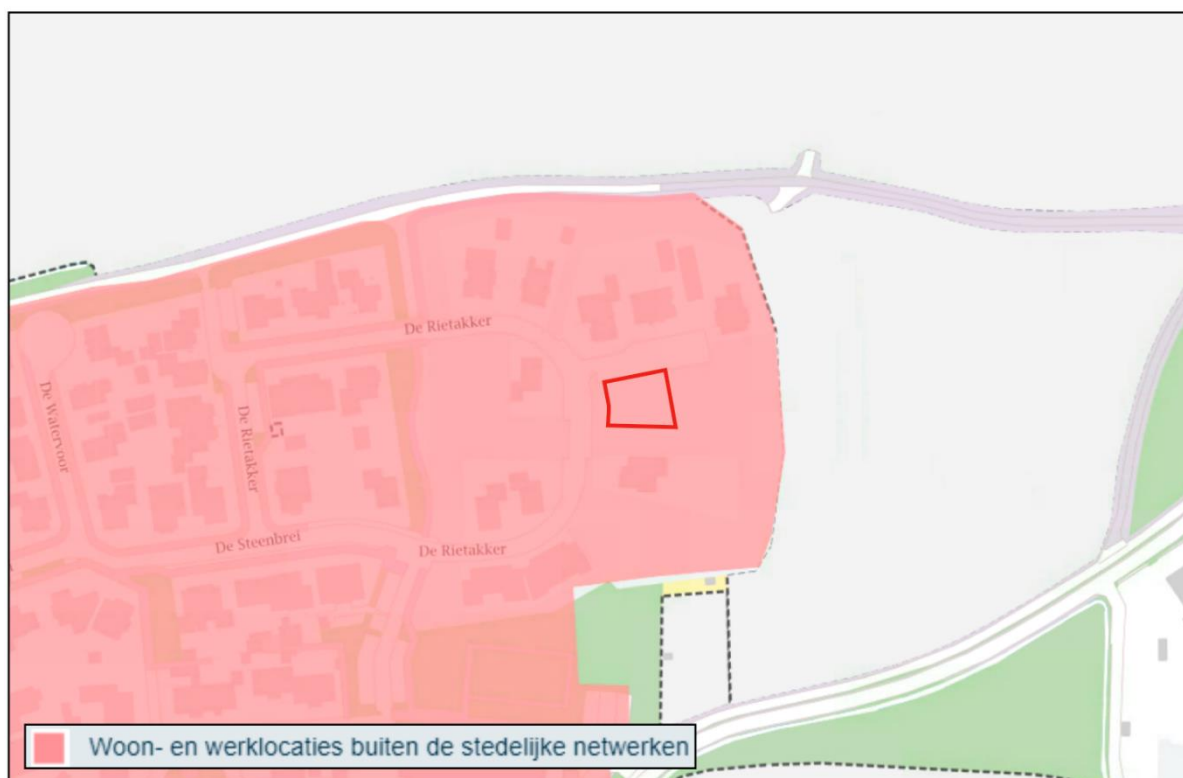 De Rietakker
De Watervoor
De Rietakker
De Steenbrei
De Rietakker
Woon- en werklocaties buiten de stedelijke netwerken